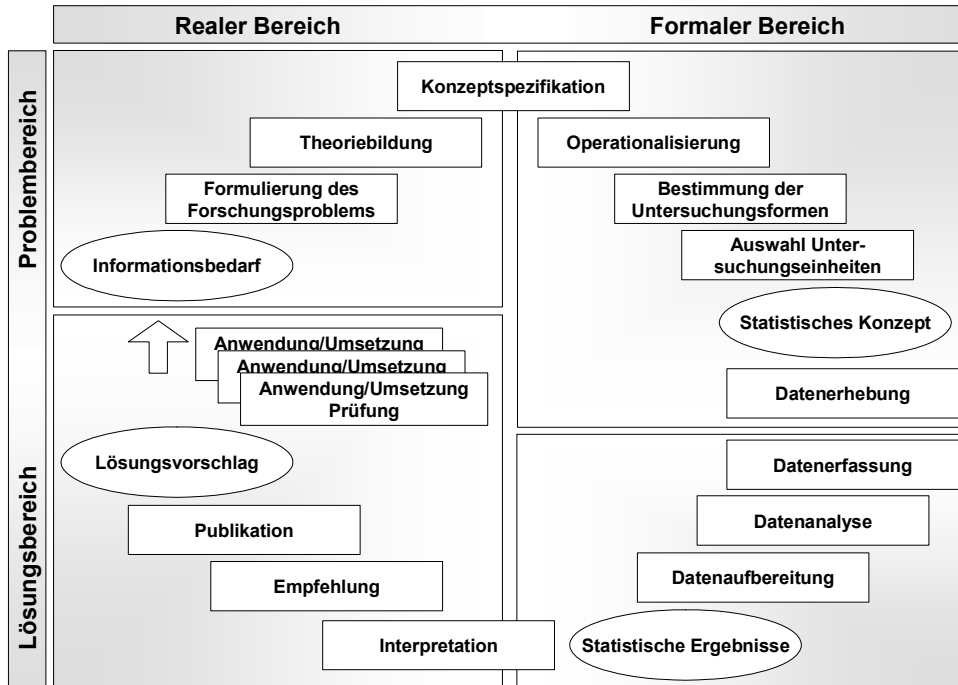 Realer Bereich
Formaler Bereich
Problembereich
Konzeptspezifikation
Theoriebildung
Operationalisierung
Formulierung des
Forschungsproblems
Bestimmung der
Untersuchungsformen
Informationsbedarf
Auswahl Unter-
suchungseinheiten
Statistisches Konzept
Datenerhebung
Lösungsbereich
Anwendung/Umsetzung
Anwendung/Umsetzung
Anwendung/Umsetzung
Prüfung
Lösungsvorschlag
Datenerfassung
Publikation
Datenanalyse
Empfehlung
Datenaufbereitung
Interpretation
Statistische Ergebnisse